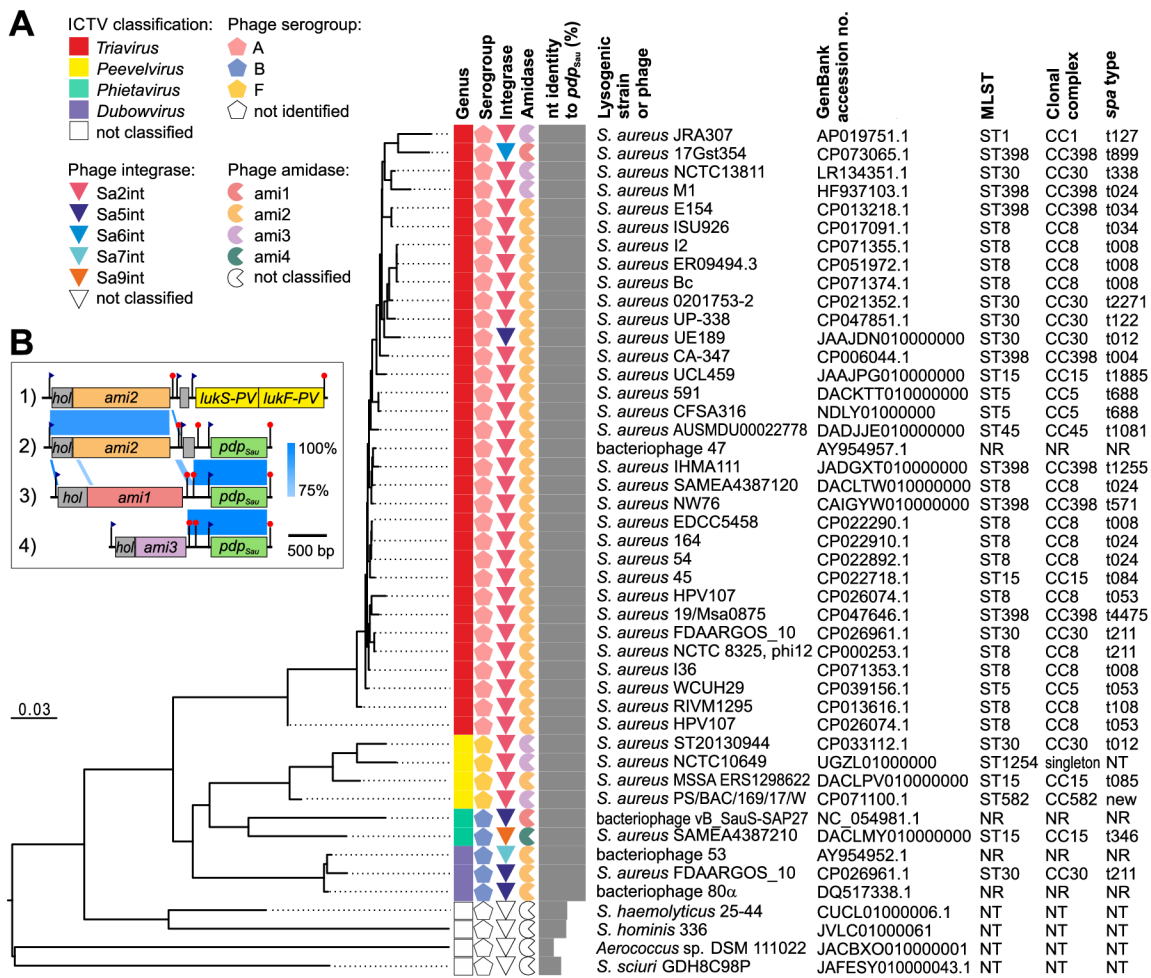 A
ICTV classification:
Triavirus
Peevelvirus
Phietavirus
Dubowvirus
not classified
Phage serogroup:
A
B
F
not identified
Phage integrase:
Sa2int
Sa5int
Sa6int
Sa7int
Sa9int
not classified
Phage amidase:
ami1
ami2
ami3
ami4
not classified
B
1) hol ami2 lukS-PV lukF-PV
2) hol ami2 pdpSau
3) hol ami1 pdpSau
4) hol ami3 pdpSau
100%
75%
500 bp
0.03
Genus
Serogroup
Integrase
Amidase
nt identity
to pdpSau (%)
Lysogenic
strain
or phage
GenBank
accession no.
MLST
Clonal
complex
spa type
S. aureus JRA307 AP019751.1 ST1 CC1 t127
S. aureus 17Gst354 CP073065.1 ST398 CC398 t899
S. aureus NCTC13811 LR134351.1 ST30 CC30 t338
S. aureus M1 HF937103.1 ST398 CC398 t024
S. aureus E154 CP013218.1 ST398 CC398 t034
S. aureus ISU926 CP017091.1 ST8 CC8 t034
S. aureus I2 CP071355.1 ST8 CC8 t008
S. aureus ER09494.3 CP051972.1 ST8 CC8 t008
S. aureus Bc CP071374.1 ST8 CC8 t008
S. aureus 0201753-2 CP021352.1 ST30 CC30 t2271
S. aureus UP-338 CP047851.1 ST30 CC30 t122
S. aureus UE189 JAAJDN010000000 ST30 CC30 t012
S. aureus CA-347 CP006044.1 ST398 CC398 t004
S. aureus UCL459 JAAJPG010000000 ST15 CC15 t1885
S. aureus 591 DACKTT010000000 ST5 CC5 t688
S. aureus CFSA316 NDLY01000000 ST5 CC5 t688
S. aureus AUSMDU00022778 DADJJE010000000 ST45 CC45 t1081
bacteriophage 47 AY954957.1 NR NR NR
S. aureus IHMA111 JADGXT010000000 ST398 CC398 t1255
S. aureus SAMEA4387120 DACLTW010000000 ST8 CC8 t024
S. aureus NW76 CAIGYW010000000 ST398 CC398 t571
S. aureus EDCC5458 CP022290.1 ST8 CC8 t008
S. aureus 164 CP022910.1 ST8 CC8 t024
S. aureus 54 CP022892.1 ST8 CC8 t024
S. aureus 45 CP022718.1 ST15 CC15 t084
S. aureus HPV107 CP026074.1 ST8 CC8 t053
S. aureus 19/Msa0875 CP047646.1 ST398 CC398 t4475
S. aureus FDAARGOS_10 CP026961.1 ST30 CC30 t211
S. aureus NCTC 8325, phi12 CP000253.1 ST8 CC8 t211
S. aureus I36 CP071353.1 ST8 CC8 t008
S. aureus WCUH29 CP039156.1 ST5 CC5 t053
S. aureus RIVM1295 CP013616.1 ST8 CC8 t108
S. aureus HPV107 CP026074.1 ST8 CC8 t053
S. aureus ST20130944 CP033112.1 ST30 CC30 t012
S. aureus NCTC10649 UGZL01000000 ST1254 singleton NT
S. aureus MSSA ERS1298622 DACLPV010000000 ST15 CC15 t085
S. aureus PS/BAC/169/17/W CP071100.1 ST582 CC582 new
bacteriophage vB_SauS-SAP27 NC_054981.1 NR NR NR
S. aureus SAMEA4387210 DACLMY010000000 ST15 CC15 t346
bacteriophage 53 AY954952.1 NR NR NR
S. aureus FDAARGOS_10 CP026961.1 ST30 CC30 t211
bacteriophage 80α DQ517338.1 NR NR NR
S. haemolyticus 25-44 CUCL01000006.1 NT NT NT
S. hominis 336 JVLC01000061 NT NT NT
Aerococcus sp. DSM 111022 JACBXO010000001 NT NT NT
S. sciuri GDH8C98P JAFESY010000043.1 NT NT NT